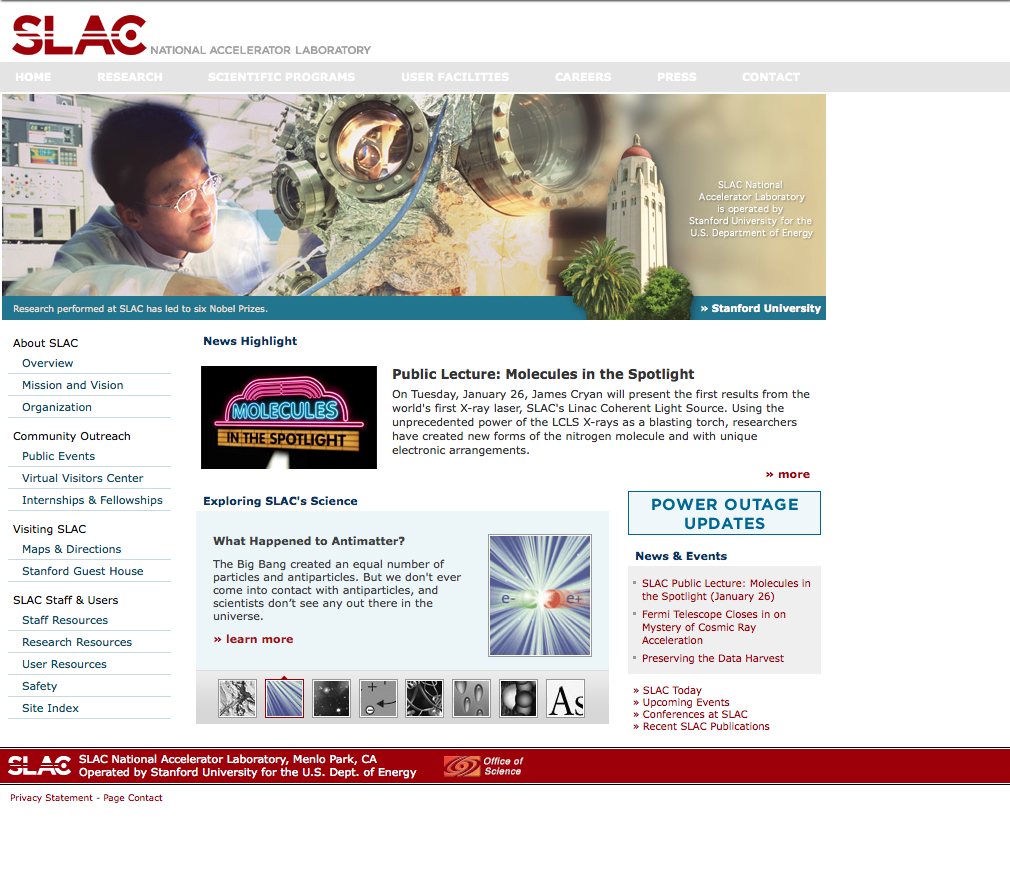 SLAC NATIONAL ACCELERATOR LABORATORY
HOME RESEARCH SCIENTIFIC PROGRAMS USER FACILITIES CAREERS PRESS CONTACT
SLAC National
Accelerator Laboratory
is operated by
Stanford University for the
U.S. Department of Energy
Research performed at SLAC has led to six Nobel Prizes.
» Stanford University
About SLAC
Overview
Mission and Vision
Organization
Community Outreach
Public Events
Virtual Visitors Center
Internships & Fellowships
Visiting SLAC
Maps & Directions
Stanford Guest House
SLAC Staff & Users
Staff Resources
Research Resources
User Resources
Safety
Site Index
News Highlight
MOLECULES
IN THE SPOTLIGHT
Public Lecture: Molecules in the Spotlight
On Tuesday, January 26, James Cryan will present the first results from the
world's first X-ray laser, SLAC's Linac Coherent Light Source. Using the
unprecedented power of the LCLS X-rays as a blasting torch, researchers
have created new forms of the nitrogen molecule and with unique
electronic arrangements.
» more
Exploring SLAC's Science
What Happened to Antimatter?
The Big Bang created an equal number of
particles and antiparticles. But we don't ever
come into contact with antiparticles, and
scientists don’t see any out there in the
universe.
» learn more
e- e+
As
POWER OUTAGE
UPDATES
News & Events
SLAC Public Lecture: Molecules in
the Spotlight (January 26)
Fermi Telescope Closes in on
Mystery of Cosmic Ray
Acceleration
Preserving the Data Harvest
» SLAC Today
» Upcoming Events
» Conferences at SLAC
» Recent SLAC Publications
SLAC
SLAC National Accelerator Laboratory, Menlo Park, CA
Operated by Stanford University for the U.S. Dept. of Energy
Office of
Science
Privacy Statement - Page Contact